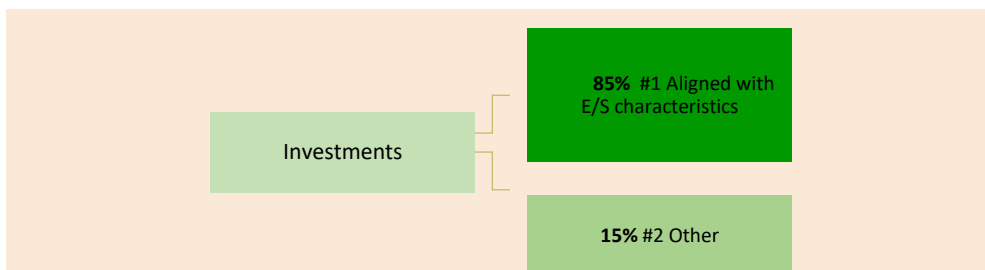 85% #1 Aligned with
E/S characteristics
Investments
15% #2 Other